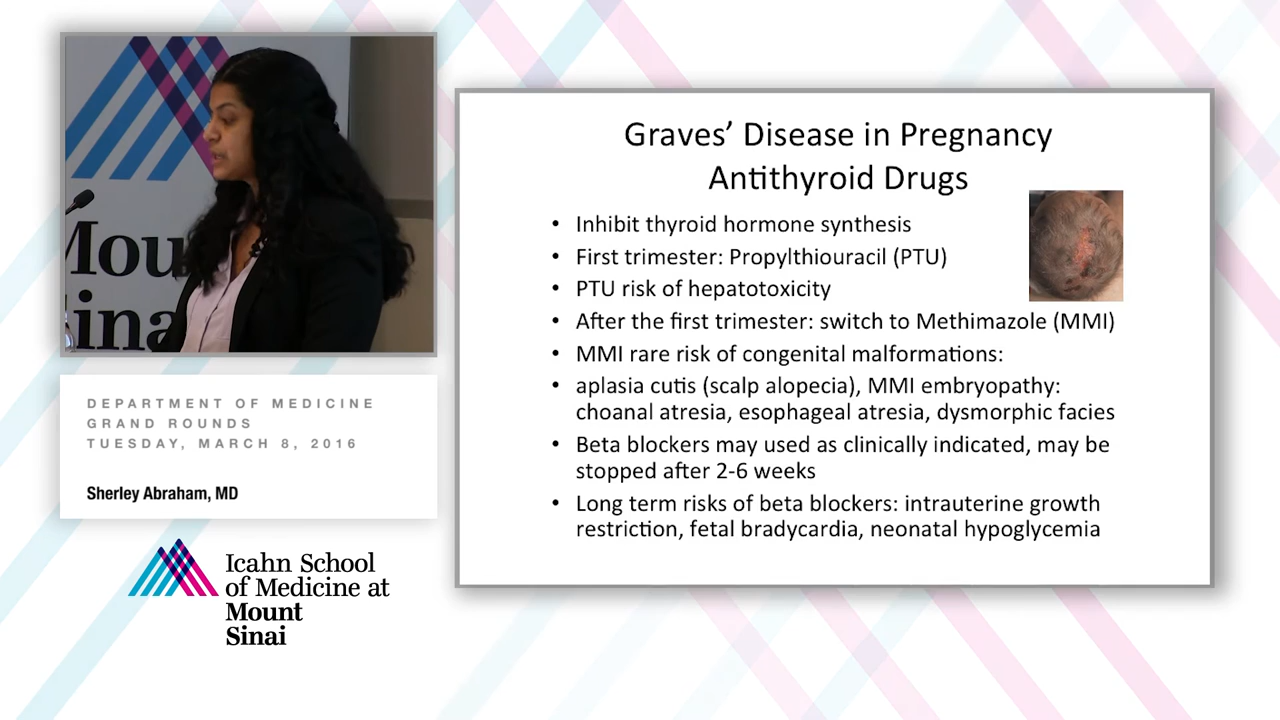 Mount
Sinai
DEPARTMENT OF MEDICINE
GRAND ROUNDS
TUESDAY, MARCH 8, 2016
Sherley Abraham, MD
Icahn School
of Medicine at
Mount
Sinai
Graves’ Disease in Pregnancy
Antithyroid Drugs
• Inhibit thyroid hormone synthesis
• First trimester: Propylthiouracil (PTU)
• PTU risk of hepatotoxicity
• After the first trimester: switch to Methimazole (MMI)
• MMI rare risk of congenital malformations:
• aplasia cutis (scalp alopecia), MMI embryopathy:
choanal atresia, esophageal atresia, dysmorphic facies
• Beta blockers may used as clinically indicated, may be
stopped after 2-6 weeks
• Long term risks of beta blockers: intrauterine growth
restriction, fetal bradycardia, neonatal hypoglycemia